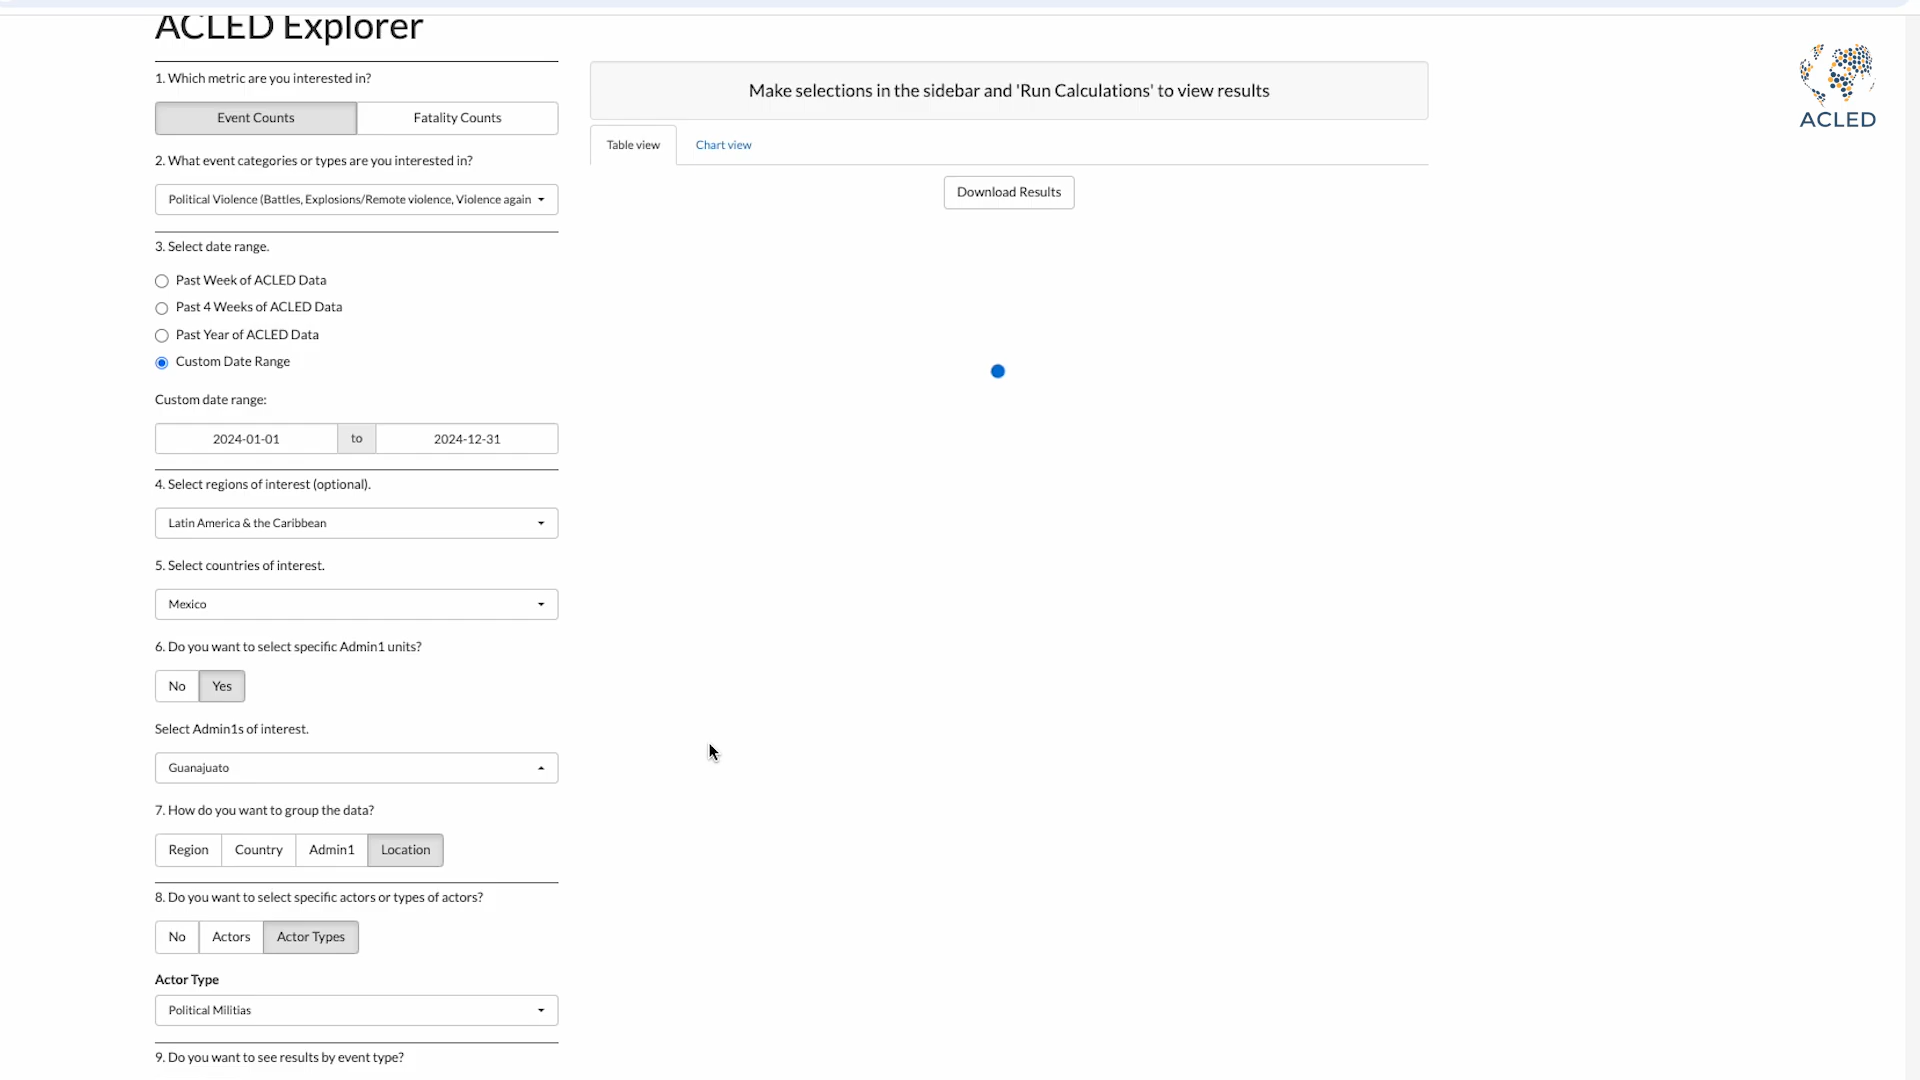 ACLED Explorer
1. Which metric are you interested in?
Event Counts
Fatality Counts
2. What event categories or types are you interested in?
Political Violence (Battles, Explosions/Remote violence, Violence again
3. Select date range.
Past Week of ACLED Data
Past 4 Weeks of ACLED Data
Past Year of ACLED Data
Custom Date Range
Custom date range:
2024-01-01 to 2024-12-31
4. Select regions of interest (optional).
Latin America & the Caribbean
5. Select countries of interest.
Mexico
6. Do you want to select specific Admin1 units?
No Yes
Select Admin1s of interest.
Guanajuato
7. How do you want to group the data?
Region Country Admin1 Location
8. Do you want to select specific actors or types of actors?
No Actors Actor Types
Actor Type
Political Militias
9. Do you want to see results by event type?
Make selections in the sidebar and 'Run Calculations' to view results
Table view Chart view
Download Results
ACLED